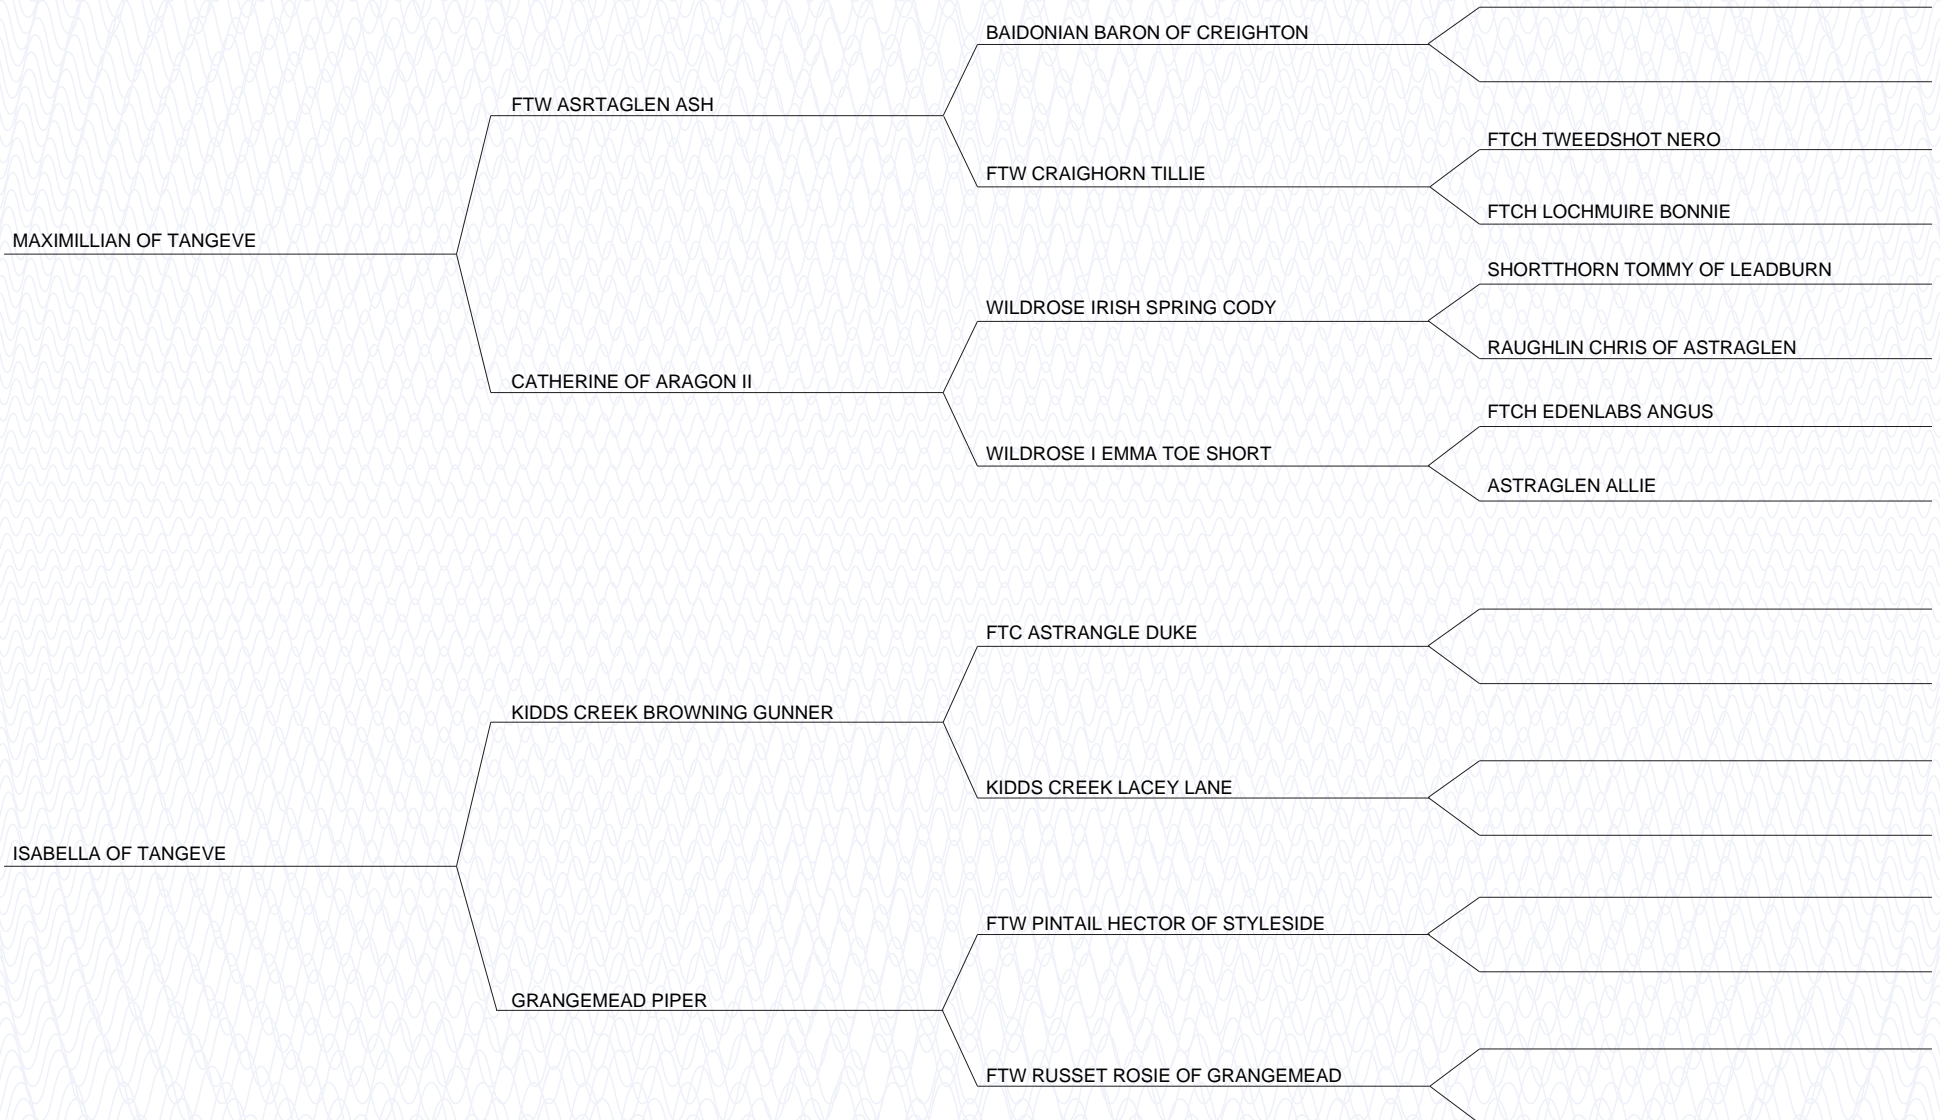 BAIDONIAN BARON OF CREIGHTON
FTW ASRTAGLEN ASH
FTCH TWEEDSHOT NERO
FTW CRAIGHORN TILLIE
FTCH LOCHMUIRE BONNIE
MAXIMILLIAN OF TANGEVE
SHORTTHORN TOMMY OF LEADBURN
WILDROSE IRISH SPRING CODY
RAUGHLIN CHRIS OF ASTRAGLEN
CATHERINE OF ARAGON II
FTCH EDENLABS ANGUS
WILDROSE I EMMA TOE SHORT
ASTRAGLEN ALLIE
FTC ASTRANGLE DUKE
KIDDS CREEK BROWNING GUNNER
KIDDS CREEK LACEY LANE
ISABELLA OF TANGEVE
FTW PINTAIL HECTOR OF STYLESIDE
GRANGEMEAD PIPER
FTW RUSSET ROSIE OF GRANGEMEAD